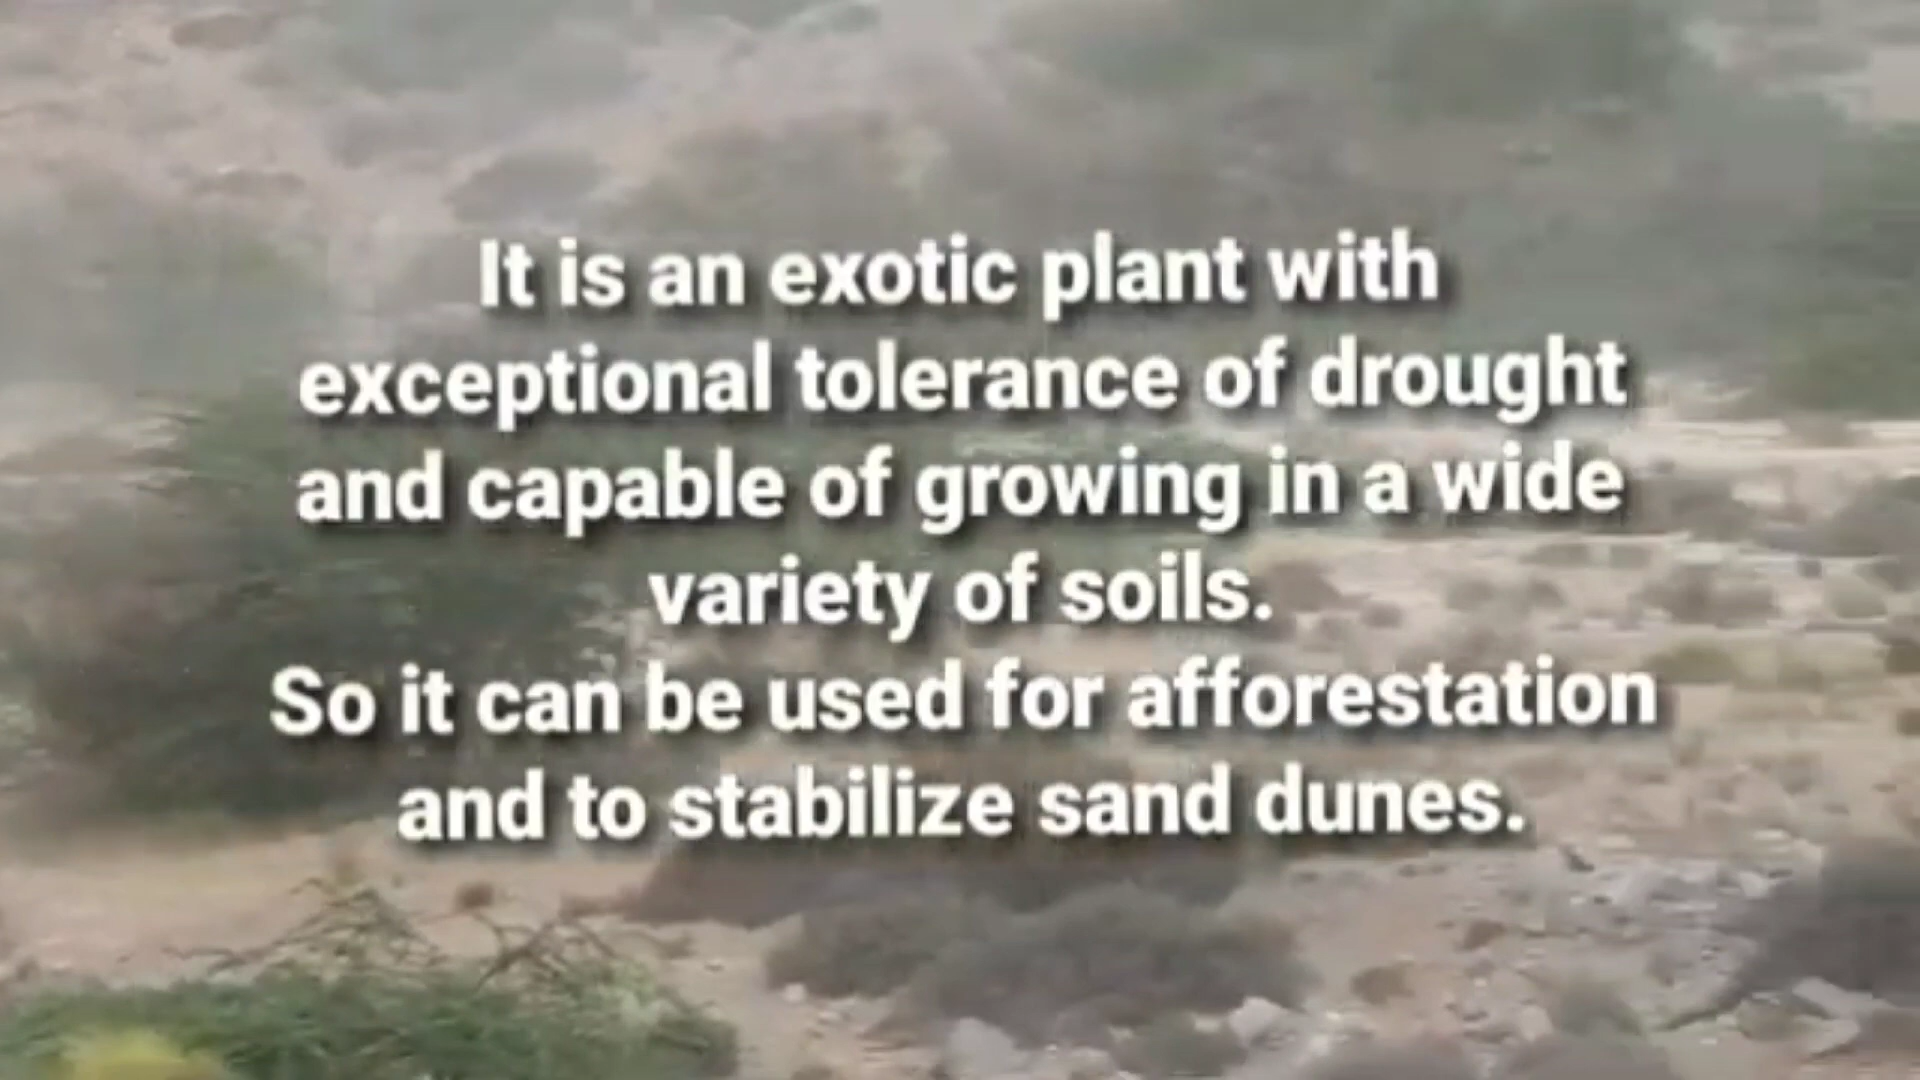 It is an exotic plant with
exceptional tolerance of drought
and capable of growing in a wide
variety of soils.
So it can be used for afforestation
and to stabilize sand dunes.